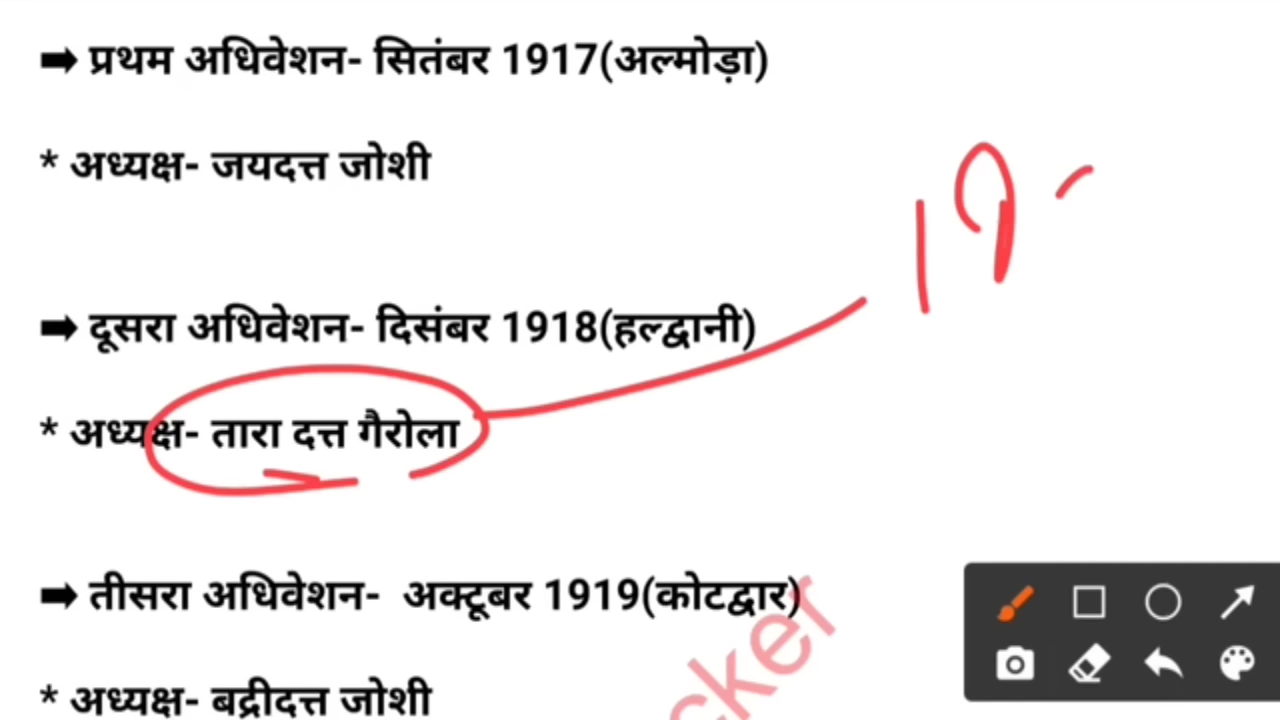 ➡ प्रथम अधिवेशन- सितंबर 1917(अल्मोड़ा)
* अध्यक्ष- जयदत्त जोशी
19
➡ दूसरा अधिवेशन- दिसंबर 1918(हल्द्वानी)
* अध्यक्ष- तारा दत्त गैरोला
➡ तीसरा अधिवेशन- अक्टूबर 1919(कोटद्वार)
* अध्यक्ष- बद्रीदत्त जोशी